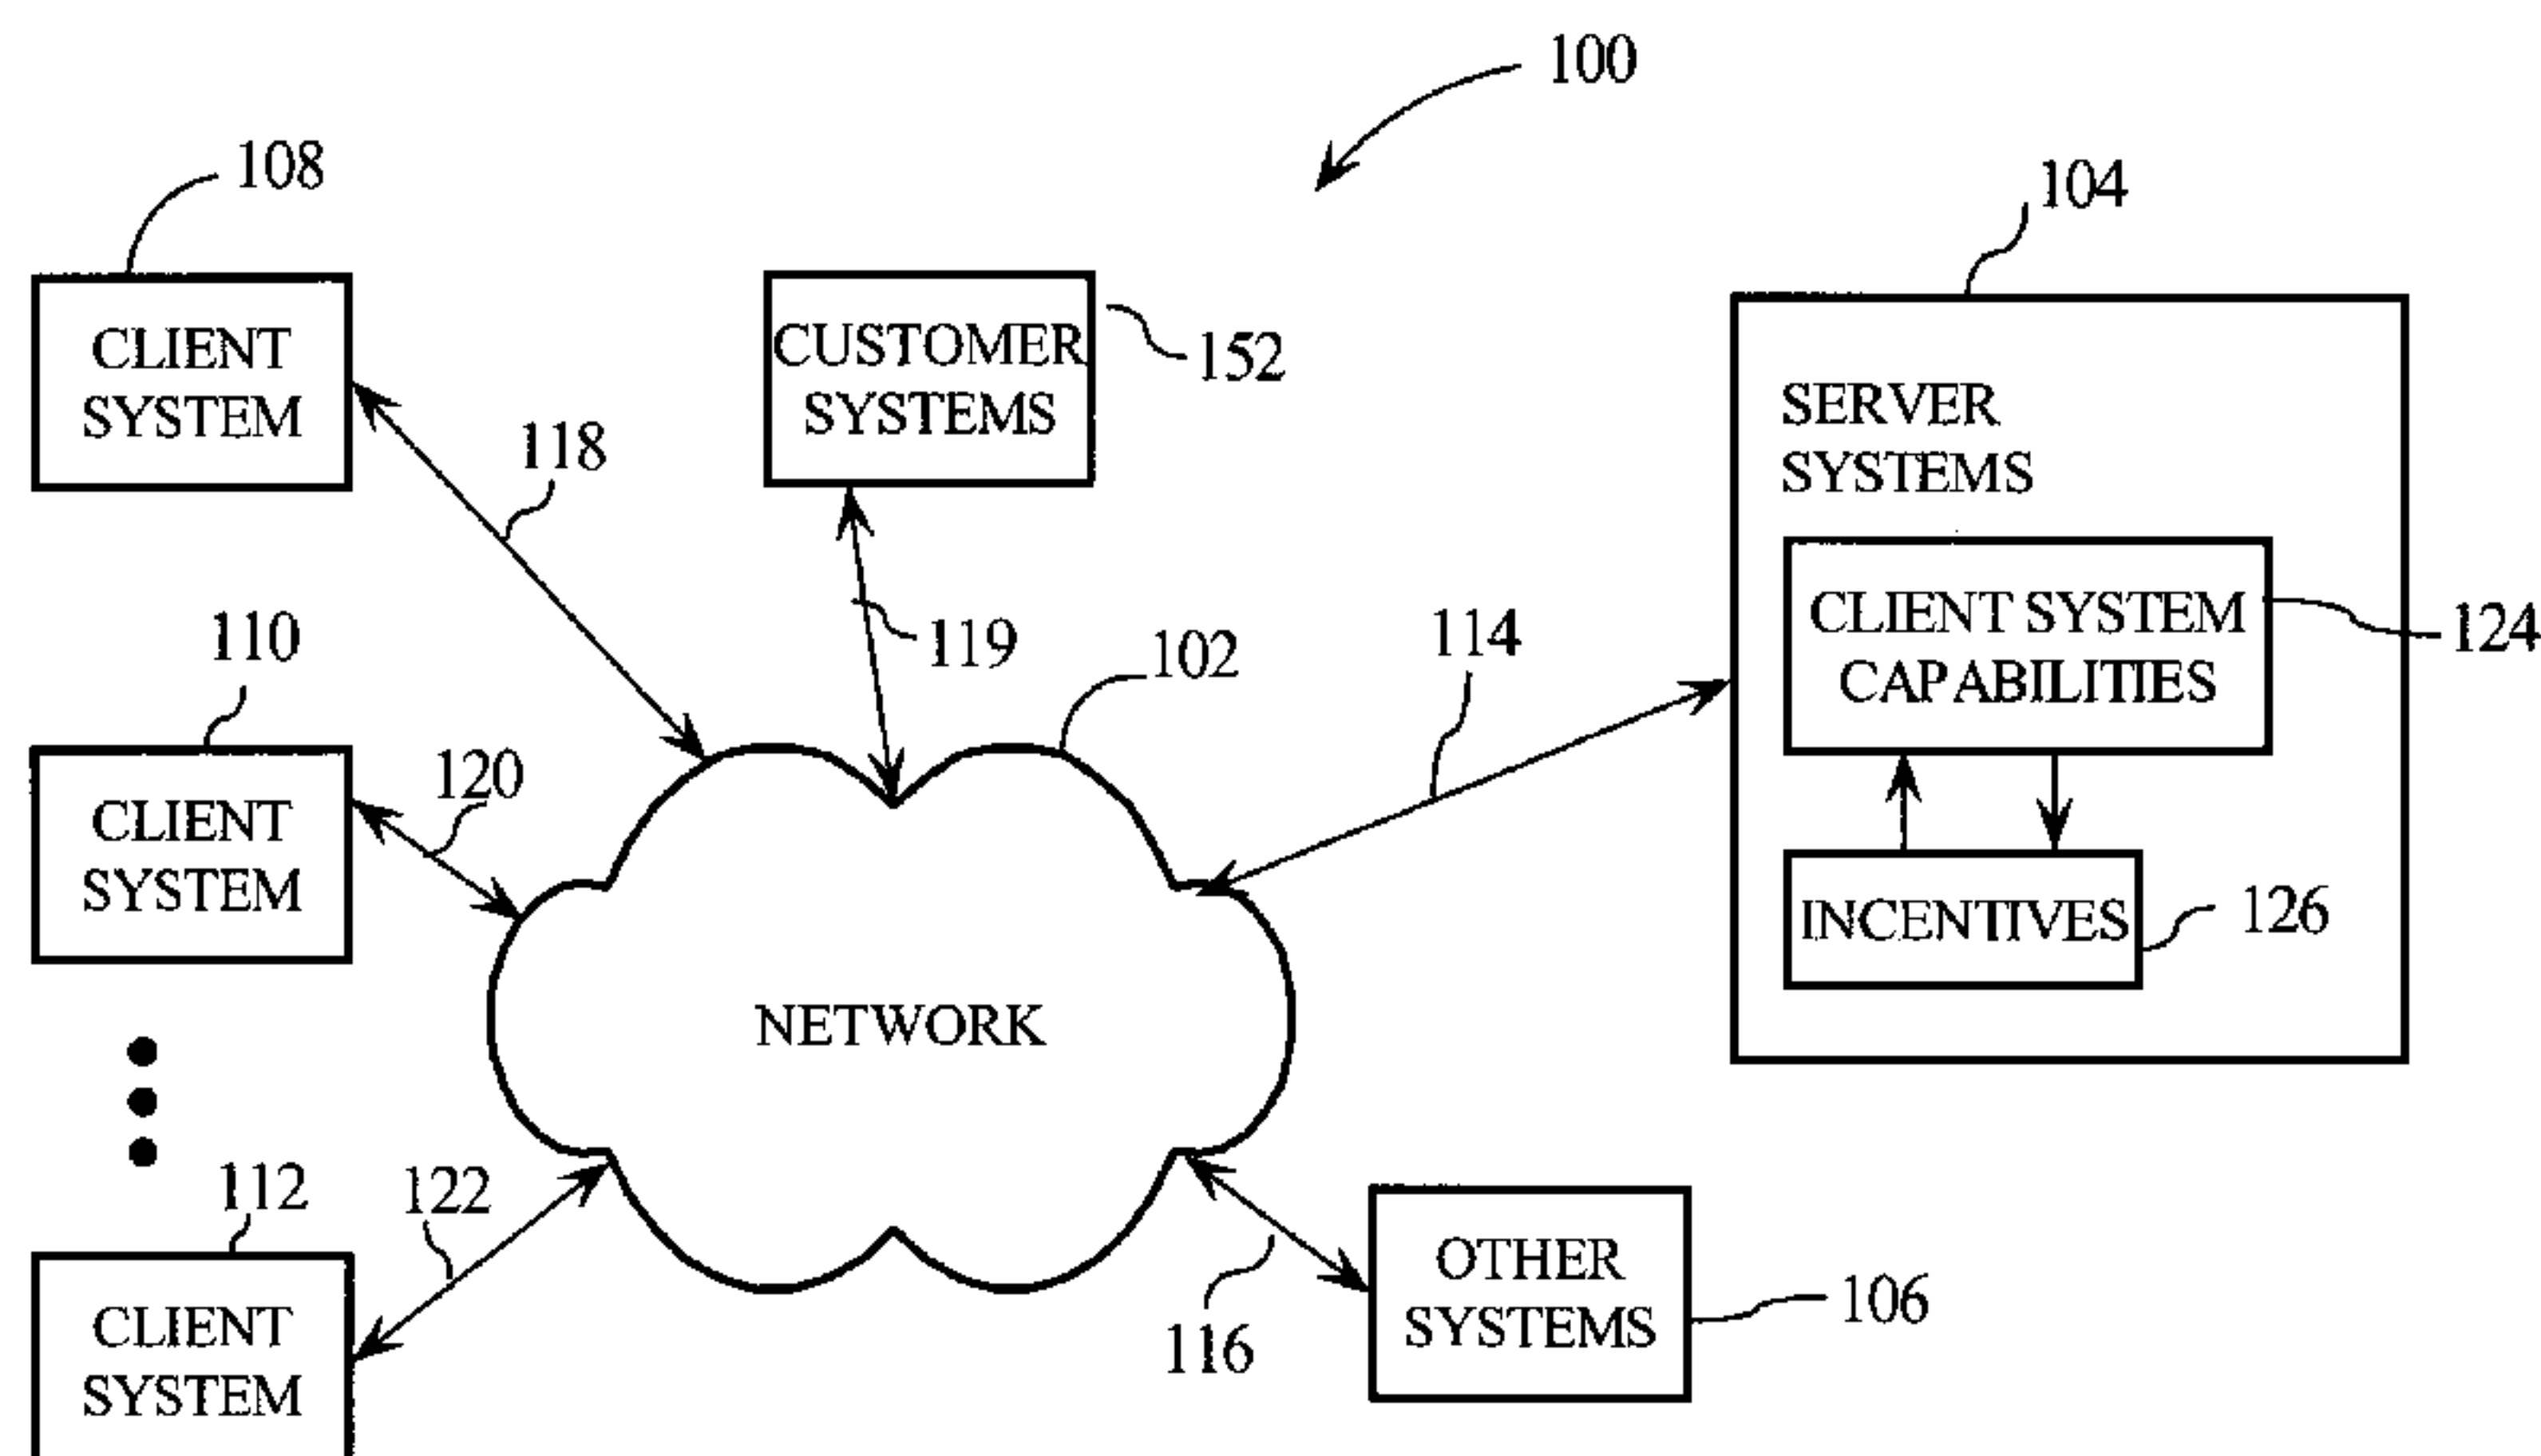 100
108
104
CLIENT
SYSTEM
CUSTOMER
SYSTEMS
152
118
SERVER
SYSTEMS
CLIENT SYSTEM
CAPABILITIES
124
110
119
102
114
120
CLIENT
SYSTEM
INCENTIVES
126
NETWORK
112
122
CLIENT
SYSTEM
OTHER
SYSTEMS
106
116